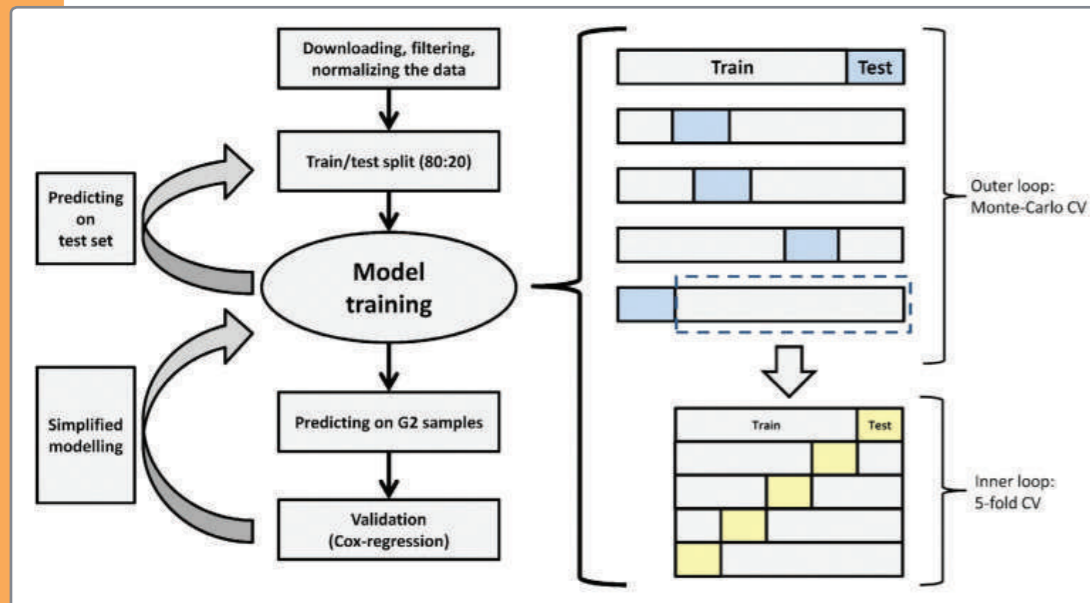 Downloading, filtering,
normalizing the data
Train/test split (80:20)
Predicting
on
test set
Model
training
Simplified
modelling
Predicting on G2 samples
Validation
(Cox-regression)
Train
Test
Outer loop:
Monte-Carlo CV
Train
Test
Inner loop:
5-fold CV